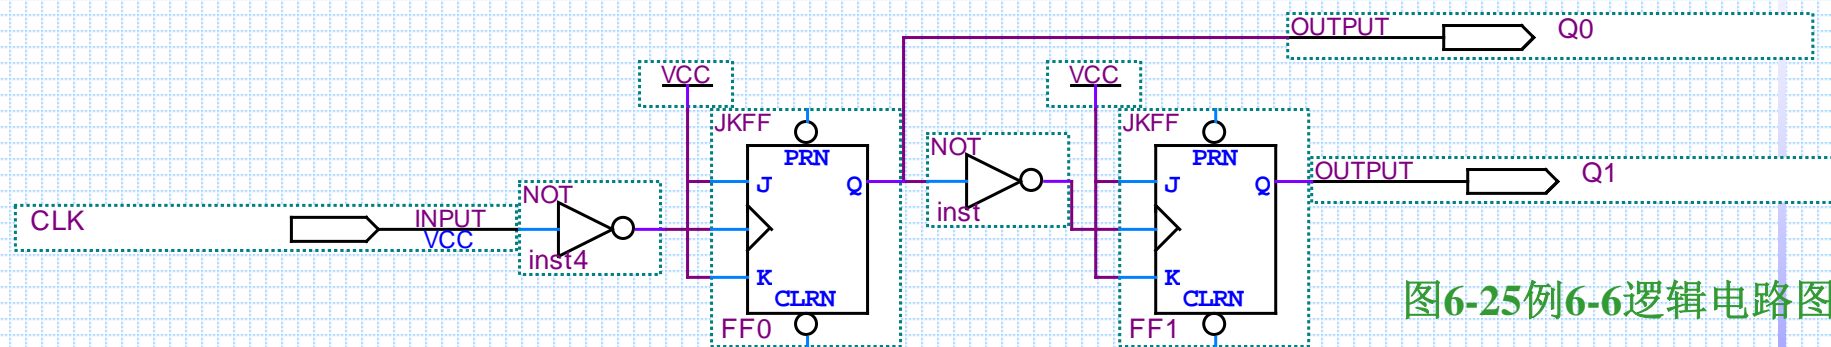 OUTPUT
Q0
VCC
VCC
JKFF
PRN
J
Q
K
CLRN
FF0
NOT
inst
JKFF
PRN
J
Q
K
CLRN
FF1
OUTPUT
Q1
CLK
INPUT
VCC
NOT
inst4
图6-25例6-6逻辑电路图